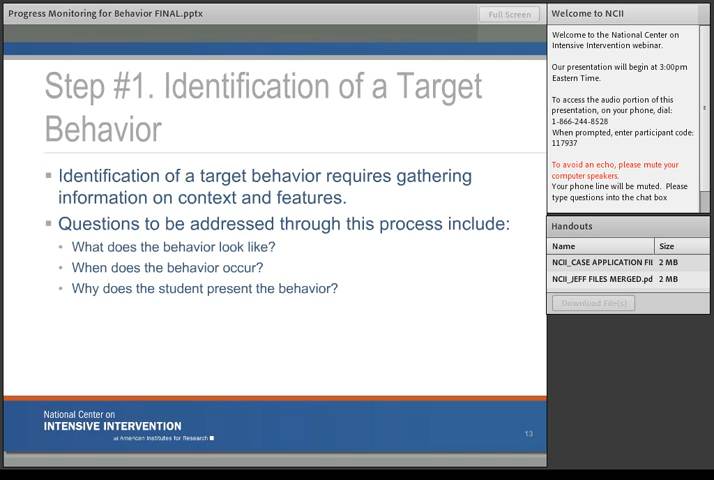 Progress Monitoring for Behavior FINAL.pptx
Full Screen
Step #1. Identification of a Target
Behavior
Identification of a target behavior requires gathering
information on context and features.
Questions to be addressed through this process include:
What does the behavior look like?
When does the behavior occur?
Why does the student present the behavior?
National Center on
INTENSIVE INTERVENTION
at American Institutes for Research
13
Welcome to NCII
Welcome to the National Center on
Intensive Intervention webinar.
Our presentation will begin at 3:00pm
Eastern Time.
To access the audio portion of this
presentation, on your phone, dial:
1-866-244-8528
When prompted, enter participant code:
117937
To avoid an echo, please mute your
computer speakers.
Your phone line will be muted. Please
type questions into the chat box
Handouts
Name Size
NCII_CASE APPLICATION FII 2 MB
NCII_JEFF FILES MERGED.pd 2 MB
Download File(s)